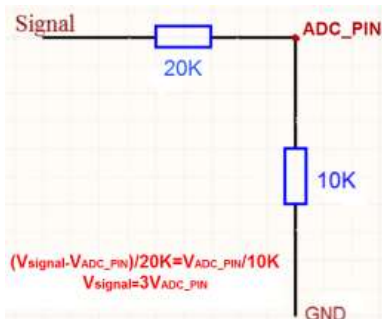 Signal
ADC_PIN
20K
10K
(Vsignal-VADC_PIN)/20K=VADC_PIN/10K
Vsignal=3VADC_PIN
GND